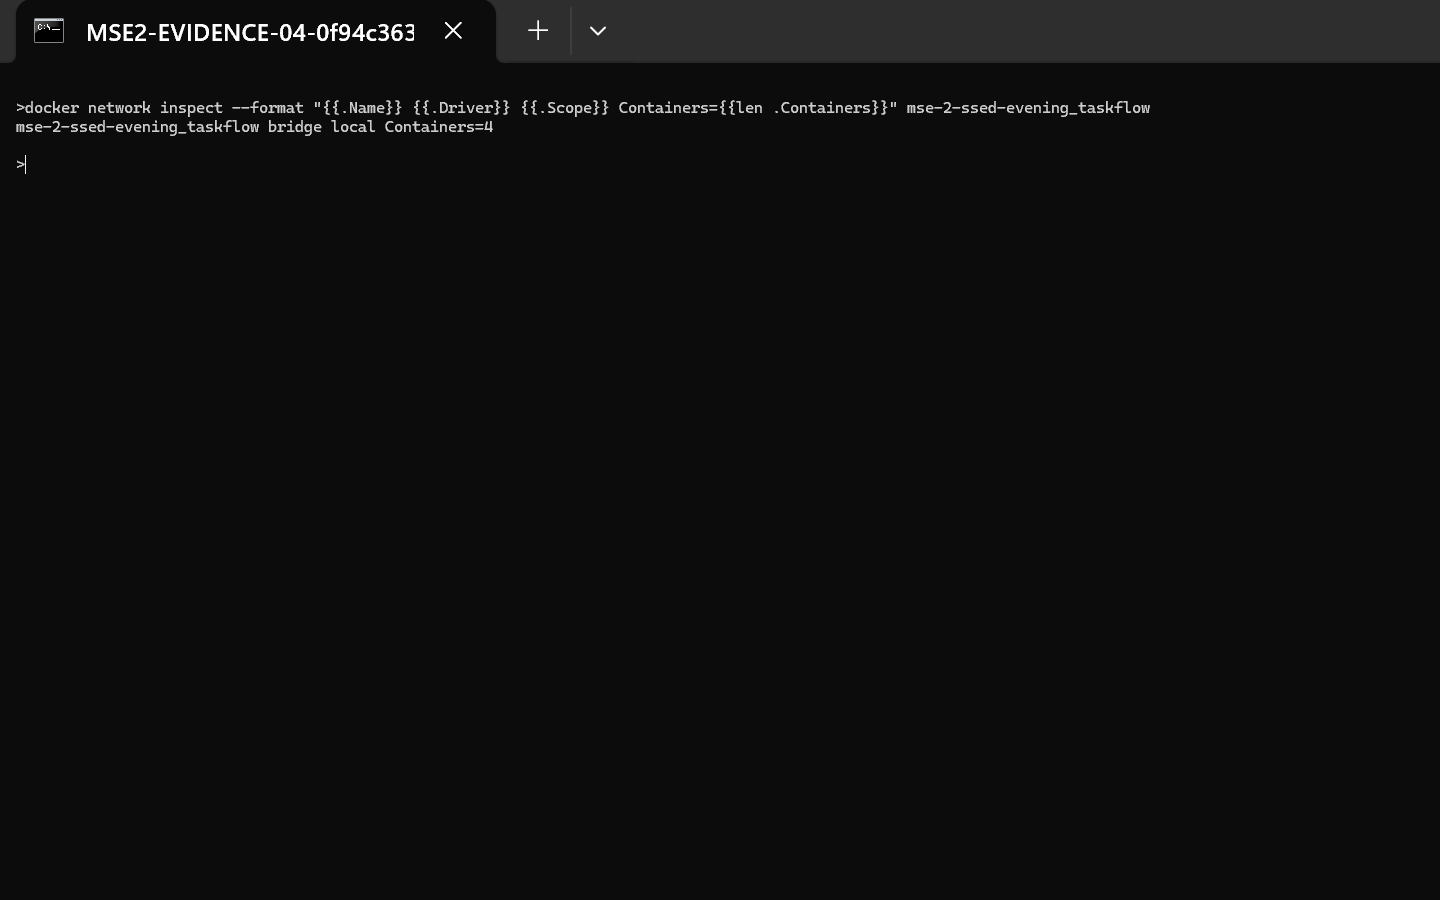 MSE2-EVIDENCE-04-0f94c363
>docker network inspect --format "{{.Name}} {{.Driver}} {{.Scope}} Containers={{len .Containers}}" mse-2-ssed-evening_taskflow
mse-2-ssed-evening_taskflow bridge local Containers=4
>